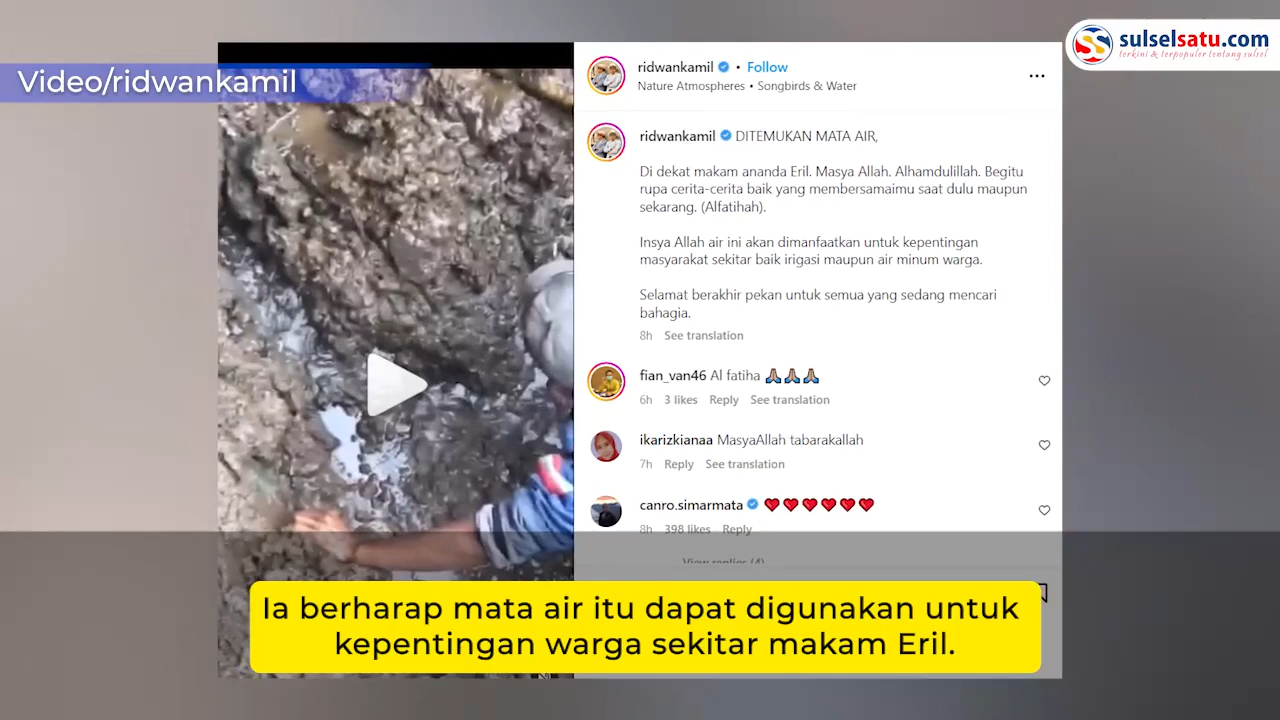 sulselsatu.com
terkini & terpopuler tentang sulsel
Video/ridwankamil
ridwankamil • Follow
Nature Atmospheres • Songbirds & Water
ridwankamil DITEMUKAN MATA AIR,
Di dekat makam ananda Eril. Masya Allah. Alhamdulillah. Begitu
rupa cerita-cerita baik yang membersamaimu saat dulu maupun
sekarang. (Alfatihah).
Insya Allah air ini akan dimanfaatkan untuk kepentingan
masyarakat sekitar baik irigasi maupun air minum warga.
Selamat berakhir pekan untuk semua yang sedang mencari
bahagia.
8h See translation
fian_van46 Al fatiha 🙏🏽🙏🏽🙏🏽
6h 3 likes Reply See translation
ikarizkianaa MasyaAllah tabarakallah
7h Reply See translation
canro.simarmata ❤️❤️❤️❤️❤️❤️
8h 398 likes Reply
View replies (4)
Ia berharap mata air itu dapat digunakan untuk
kepentingan warga sekitar makam Eril.